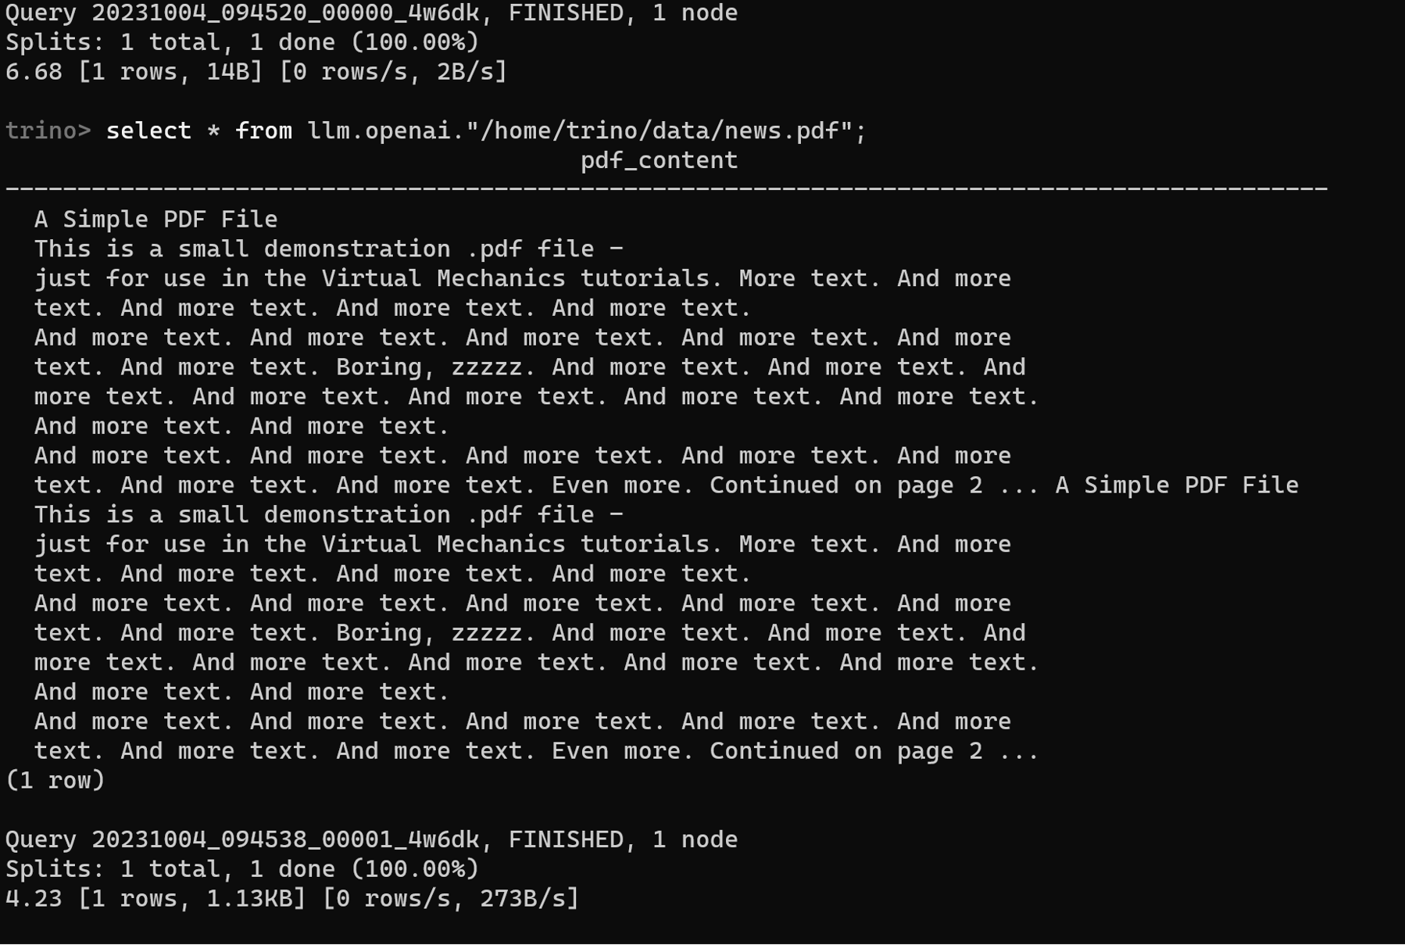 Query 20231004_094520_00000_4w6dk, FINISHED, 1 node
Splits: 1 total, 1 done (100.00%)
6.68 [1 rows, 14B] [0 rows/s, 2B/s]
trino> select * from llm.openai."/home/trino/data/news.pdf";
pdf_content
--------------------------------------------------------------------------------------------
A Simple PDF File
This is a small demonstration .pdf file -
just for use in the Virtual Mechanics tutorials. More text. And more
text. And more text. And more text. And more text.
And more text. And more text. And more text. And more text. And more
text. And more text. Boring, zzzzz. And more text. And more text. And
more text. And more text. And more text. And more text. And more text.
And more text. And more text.
And more text. And more text. And more text. And more text. And more
text. And more text. And more text. Even more. Continued on page 2 ... A Simple PDF File
This is a small demonstration .pdf file -
just for use in the Virtual Mechanics tutorials. More text. And more
text. And more text. And more text. And more text.
And more text. And more text. And more text. And more text. And more
text. And more text. Boring, zzzzz. And more text. And more text. And
more text. And more text. And more text. And more text. And more text.
And more text. And more text.
And more text. And more text. And more text. And more text. And more
text. And more text. And more text. Even more. Continued on page 2 ...
(1 row)
Query 20231004_094538_00001_4w6dk, FINISHED, 1 node
Splits: 1 total, 1 done (100.00%)
4.23 [1 rows, 1.13KB] [0 rows/s, 273B/s]